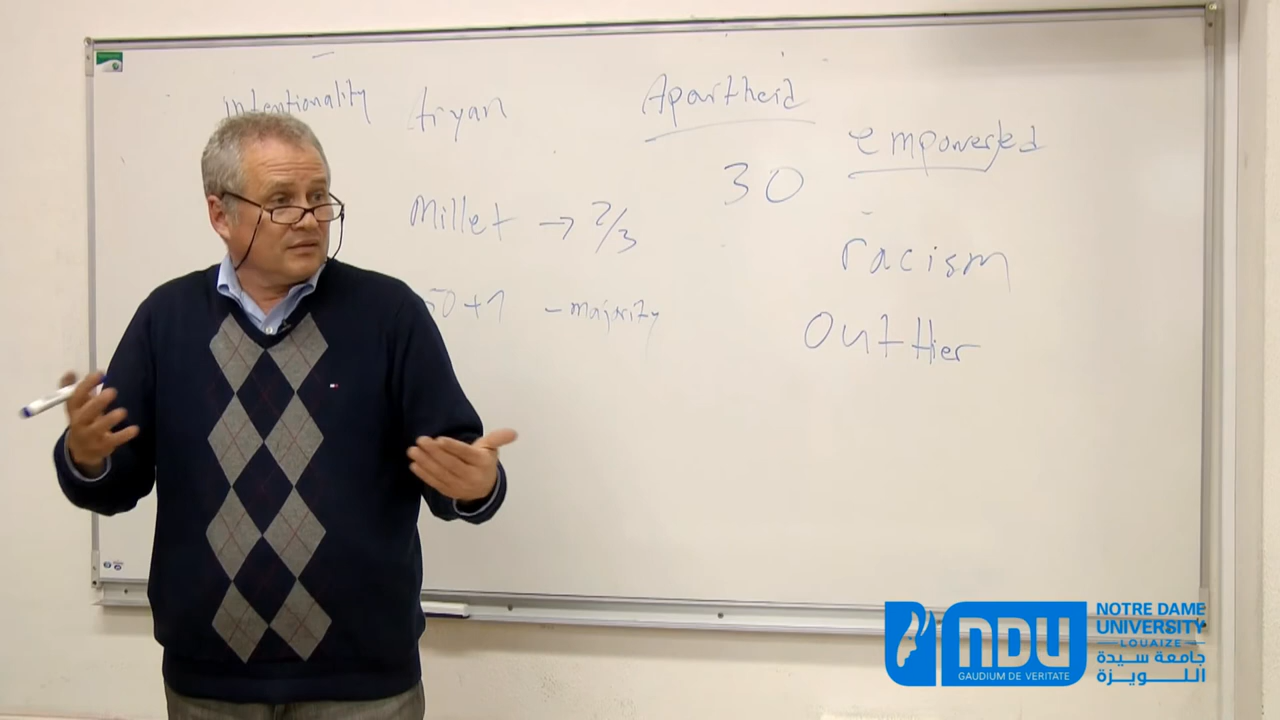 intentionality
Aryan
Apartheid
empowered
30
Millet → 2/3
racism
50+1 - majority
outlier
NDU
GAUDIUM DE VERITATE
NOTRE DAME
UNIVERSITY
LOUAIZE
جامعة سيدة
اللـويـزة